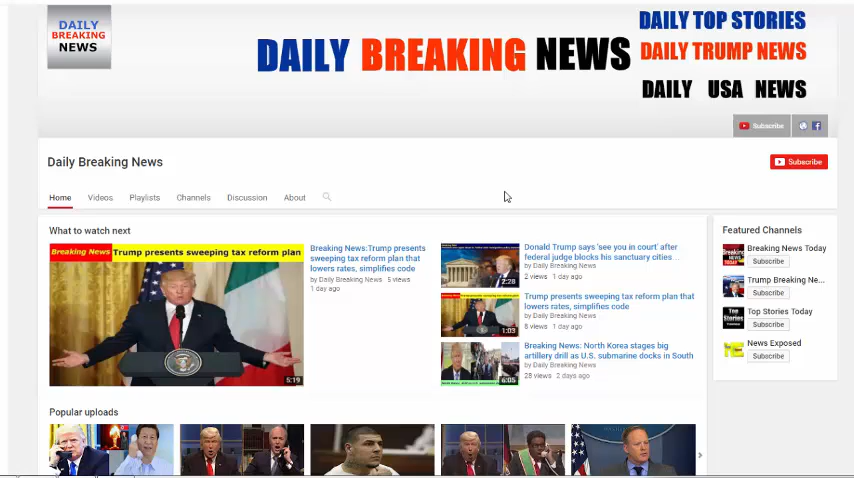 DAILY
BREAKING
NEWS
DAILY BREAKING NEWS
DAILY TOP STORIES
DAILY TRUMP NEWS
DAILY USA NEWS
Subscribe
Daily Breaking News
Subscribe
Home Videos Playlists Channels Discussion About
What to watch next
Breaking News Trump presents sweeping tax reform plan
5:19
Breaking News:Trump presents
sweeping tax reform plan that
lowers rates, simplifies code
by Daily Breaking News 5 views
1 day ago
2:28
Donald Trump says 'see you in court' after
federal judge blocks his sanctuary cities...
by Daily Breaking News
2 views 1 day ago
1:03
Trump presents sweeping tax reform plan that
lowers rates, simplifies code
by Daily Breaking News
8 views 1 day ago
6:05
Breaking News: North Korea stages big
artillery drill as U.S. submarine docks in South
by Daily Breaking News
28 views 2 days ago
Featured Channels
Breaking News Today
Subscribe
Trump Breaking Ne...
Subscribe
Top Stories Today
Subscribe
News Exposed
Subscribe
Popular uploads